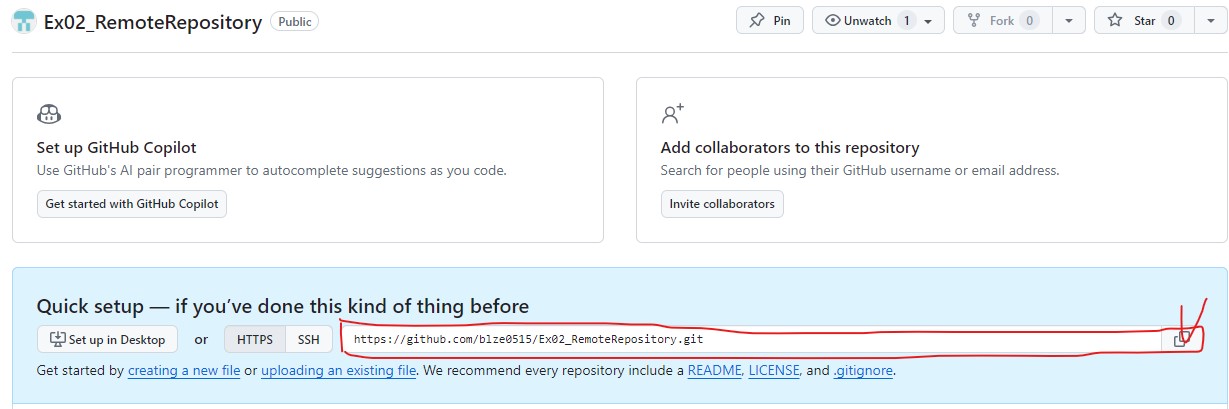 Ex02_RemoteRepository Public Pin Unwatch 1 Fork 0 Star 0
Set up GitHub Copilot
Use GitHub's AI pair programmer to autocomplete suggestions as you code.
Get started with GitHub Copilot
Add collaborators to this repository
Search for people using their GitHub username or email address.
Invite collaborators
Quick setup — if you've done this kind of thing before
Set up in Desktop or HTTPS SSH https://github.com/blze0515/Ex02_RemoteRepository.git
Get started by creating a new file or uploading an existing file. We recommend every repository include a README, LICENSE, and .gitignore.